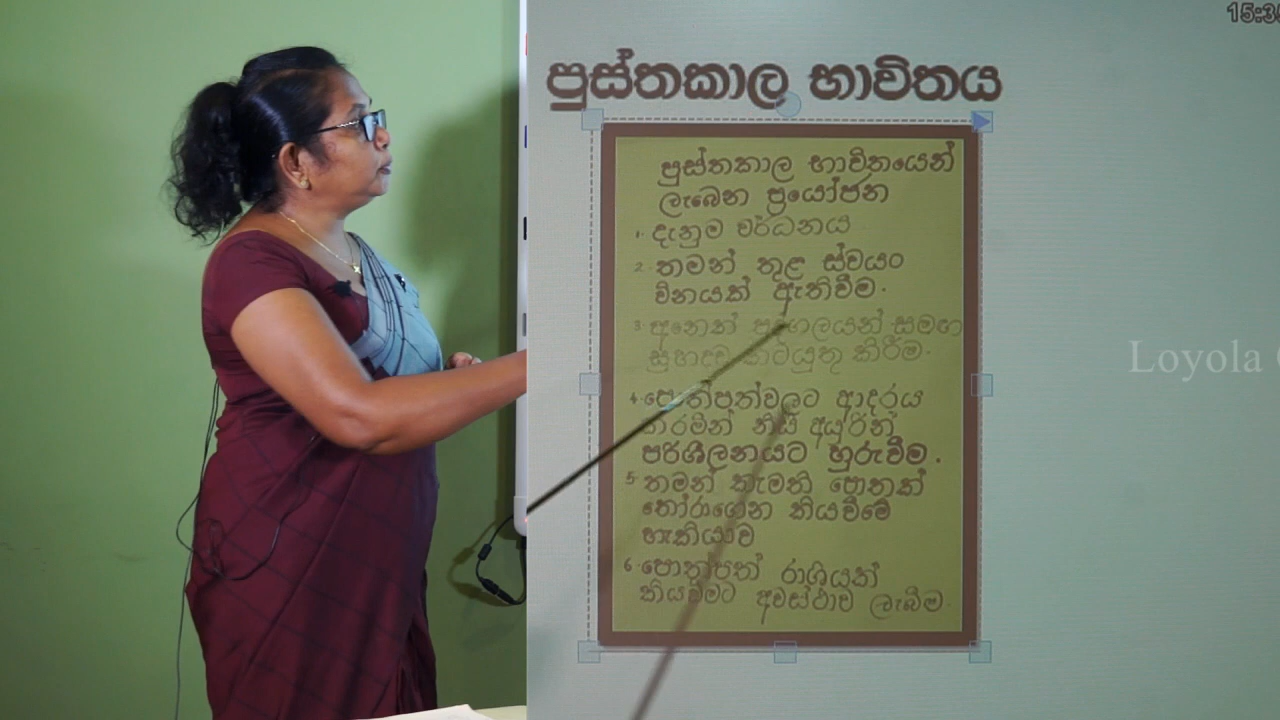 15:3
පුස්තකාල භාවිතය
පුස්තකාල භාවිතයෙන්
ලැබෙන ප්‍රයෝජන
1. දැනුම වර්ධනය
2. තමන් තුළ ස්වයං
විනයක් ඇතිවීම.
3. අනෙක් පුද්ගලයන් සමඟ
සුහදව කටයුතු කිරීම.
4. පොත්පත්වලට ආදරය
කරමින් නිසි අයුරින්
පරිශීලනයට හුරුවීම.
5. තමන් කැමති පොතක්
තෝරාගෙන කියවීමේ
හැකියාව
6. පොත්පත් රාශියක්
කියවීමට අවස්ථාව ලැබීම
Loyola